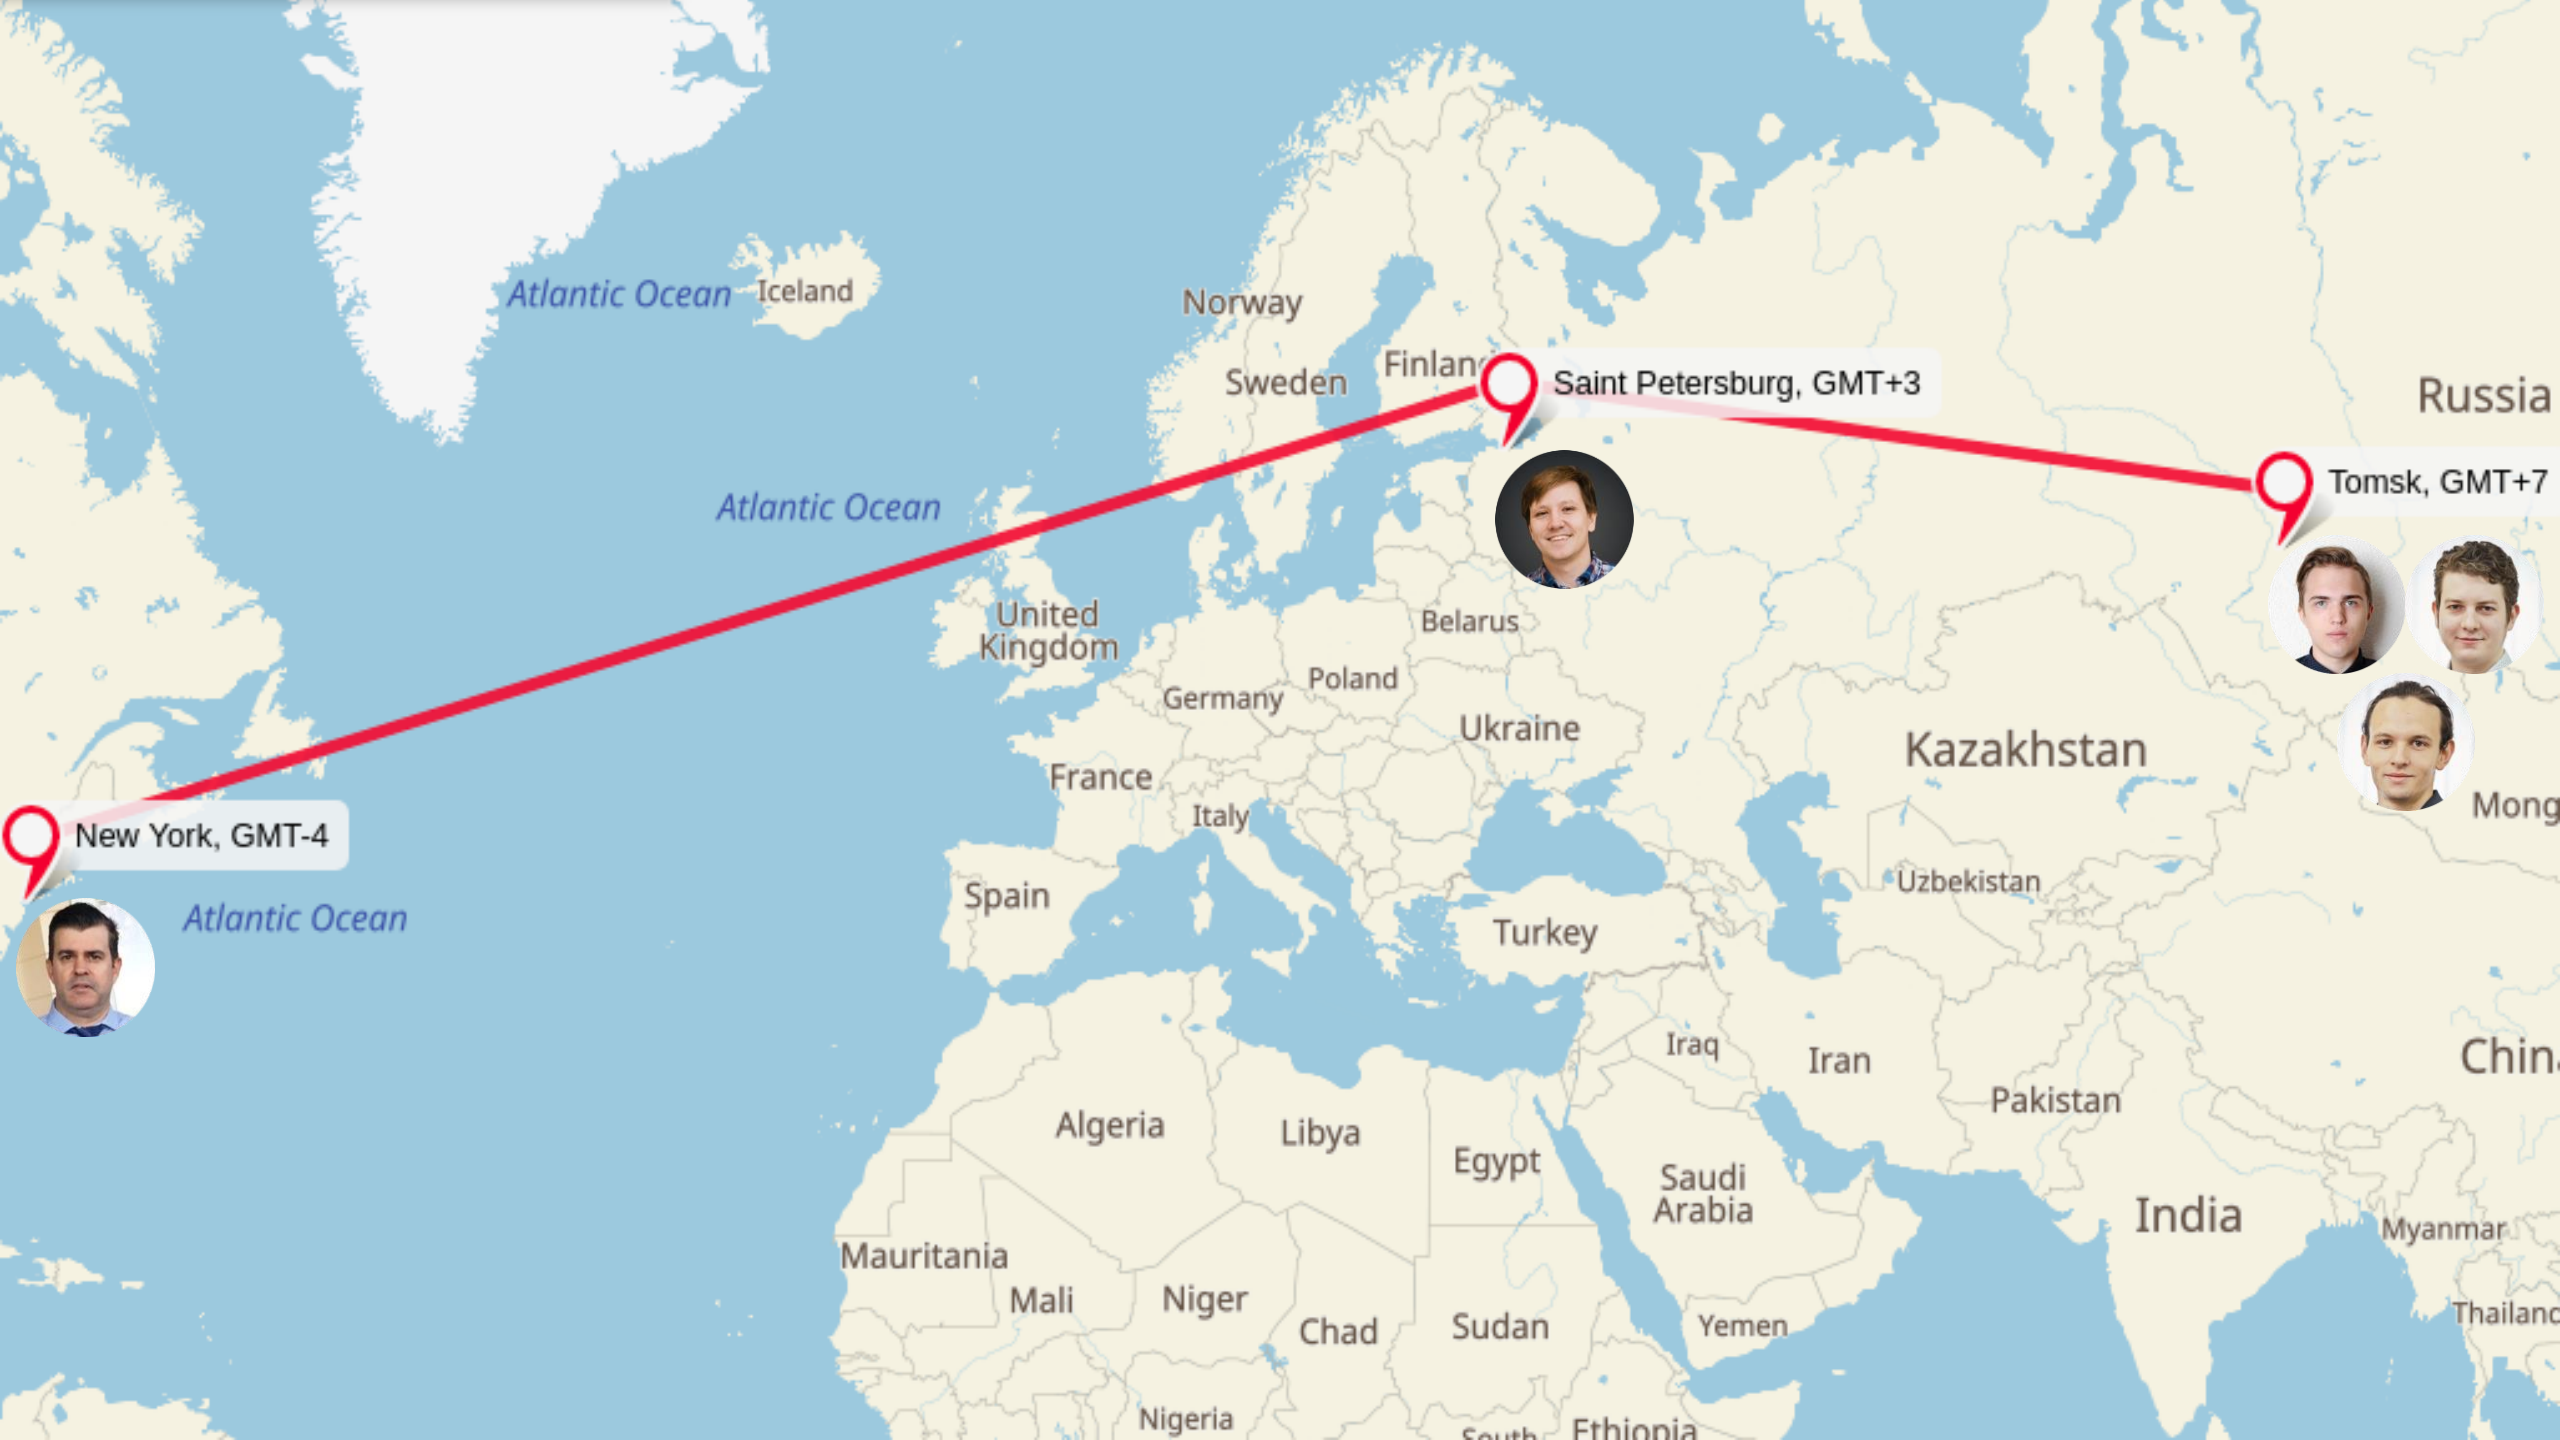 Atlantic Ocean
Iceland
Norway
Sweden
Saint Petersburg, GMT+3
Russia
Tomsk, GMT+7
Atlantic Ocean
United
Kingdom
Belarus
Poland
Germany
Ukraine
Kazakhstan
France
Italy
New York, GMT-4
Spain
Uzbekistan
Atlantic Ocean
Turkey
Iraq
Iran
Pakistan
Algeria
Libya
Egypt
Saudi
Arabia
India
Myanmar
Mauritania
Mali
Niger
Chad
Sudan
Yemen
Nigeria